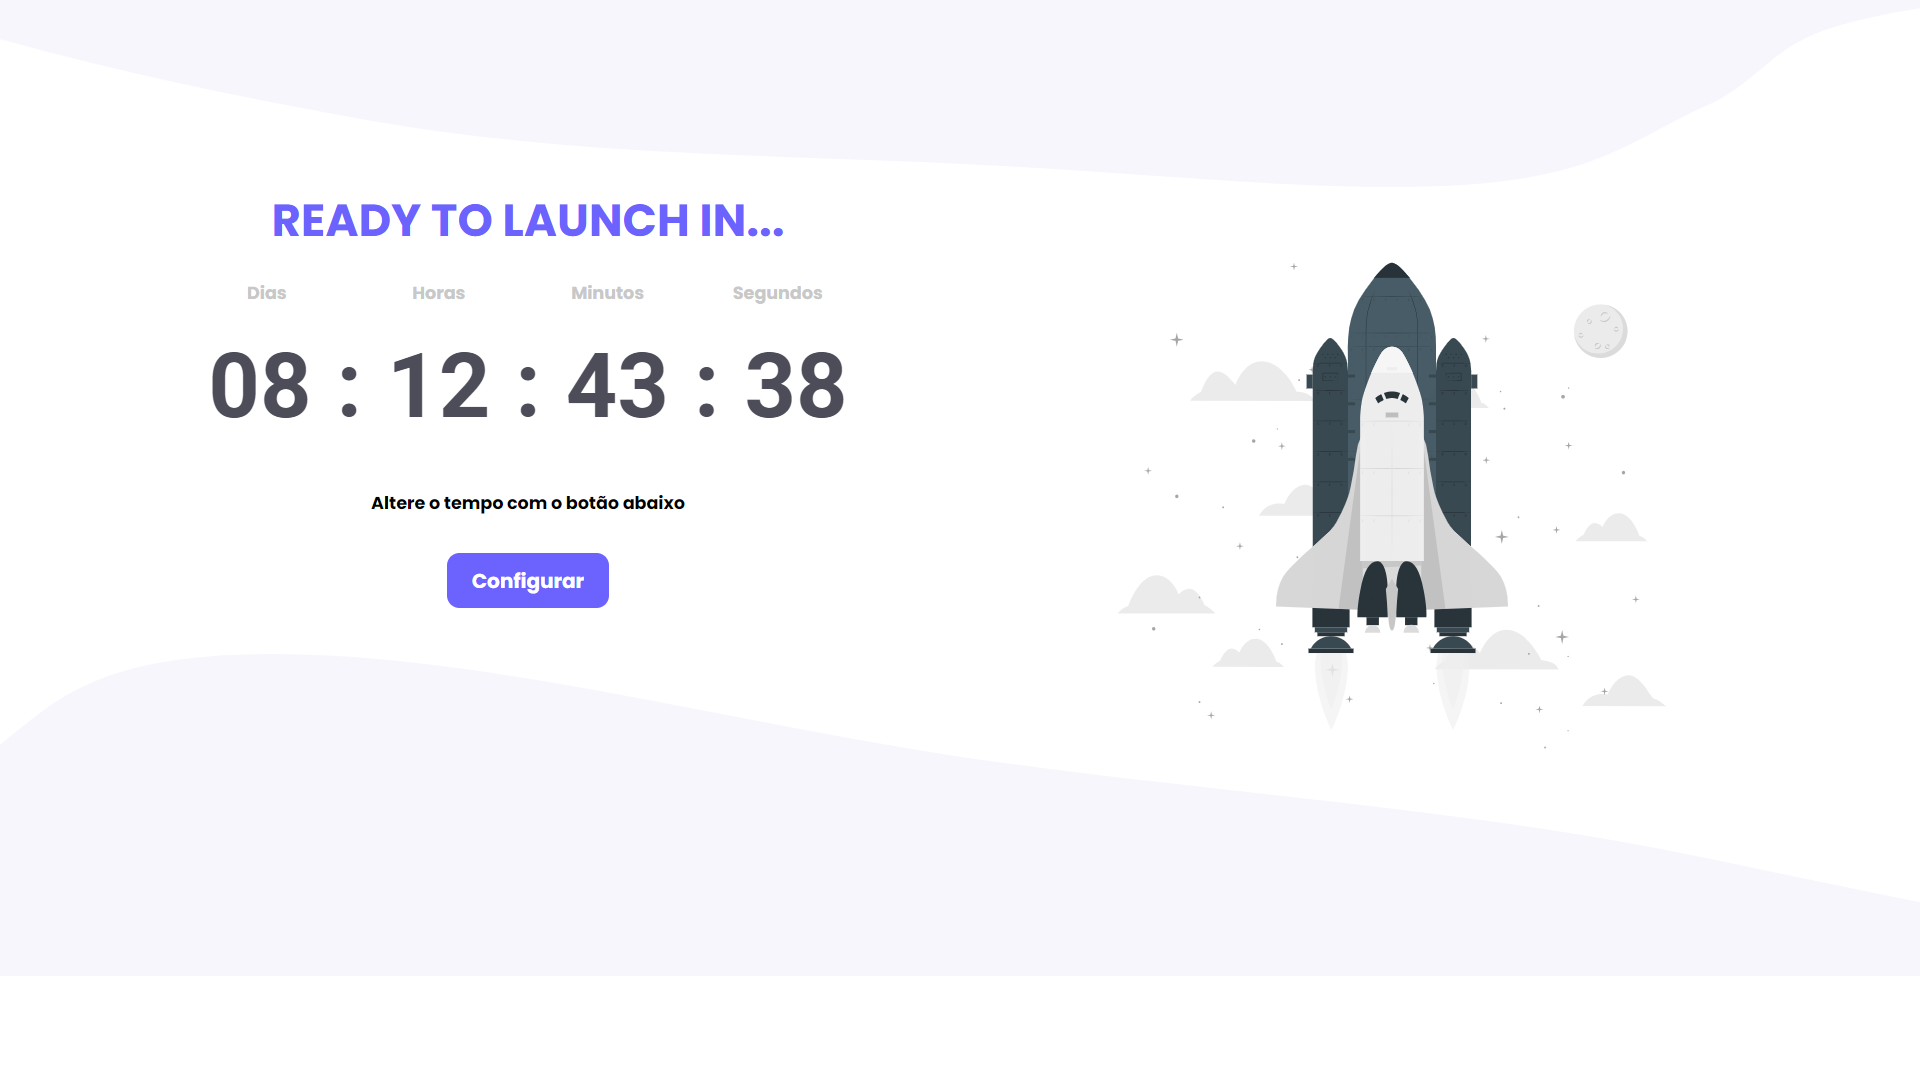 READY TO LAUNCH IN...
Dias Horas Minutos Segundos
08 : 12 : 43 : 38
Altere o tempo com o botão abaixo
Configurar